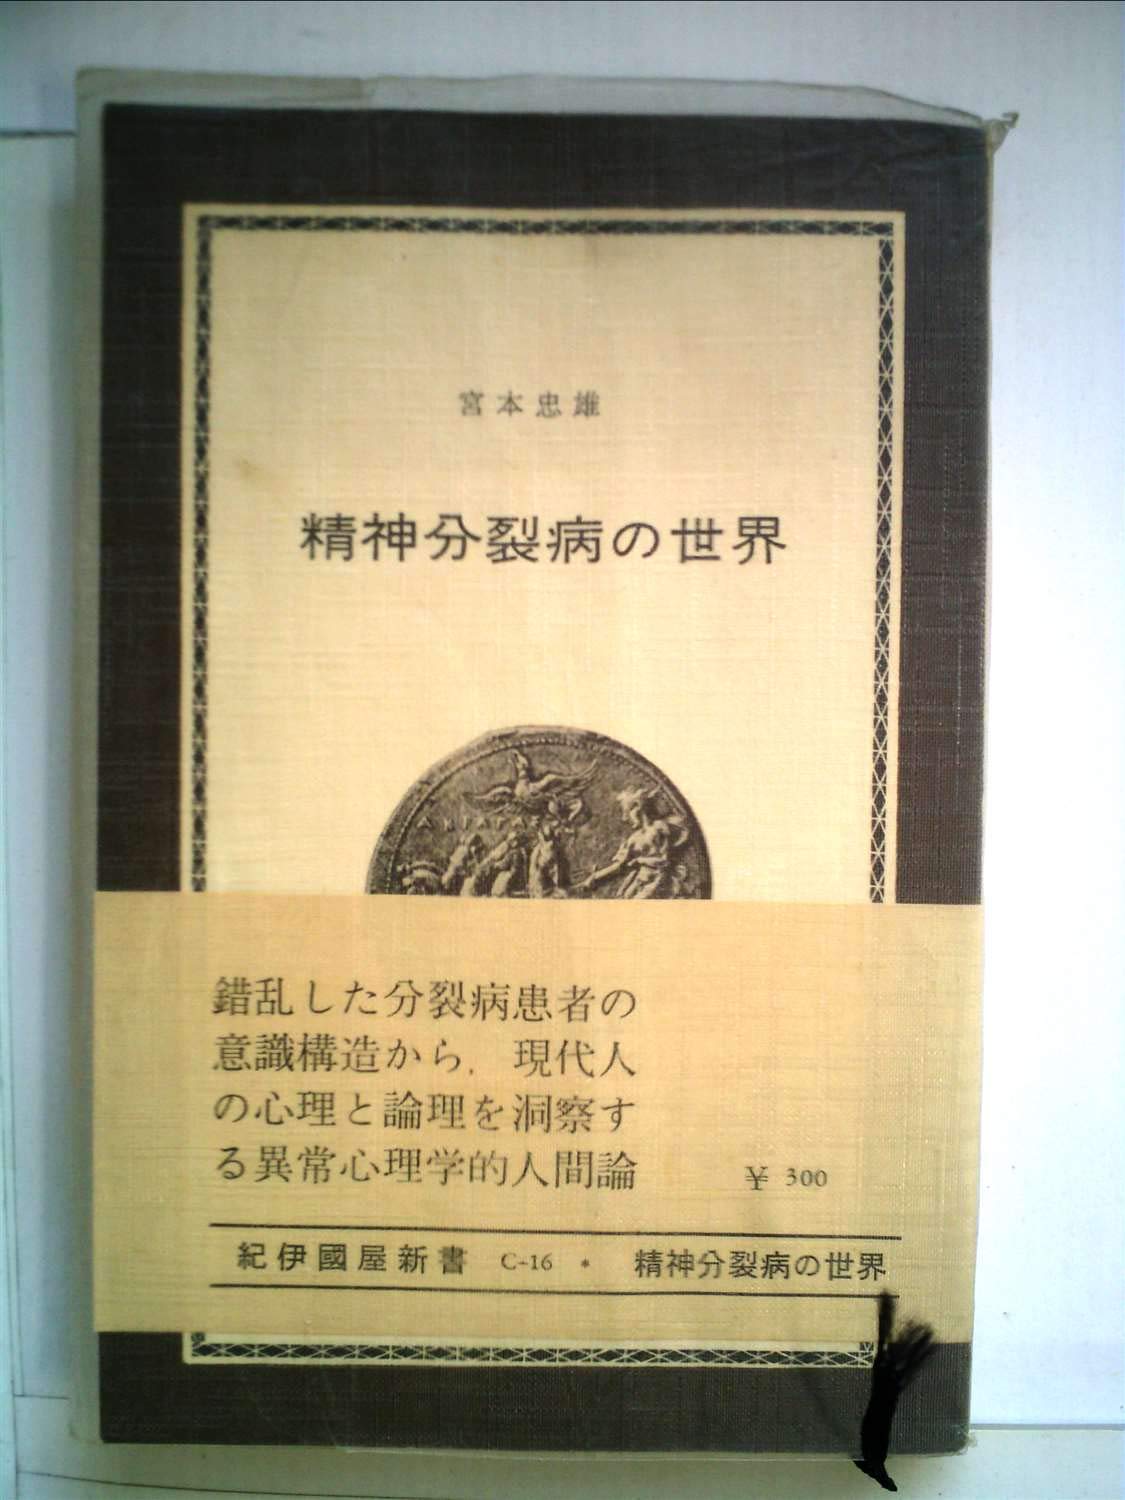 宮本忠雄
精神分裂病の世界
錯乱した分裂病患者の
意識構造から，現代人
の心理と論理を洞察す
る異常心理学的人間論
¥ 300
紀伊國屋新書 C-16 * 精神分裂病の世界